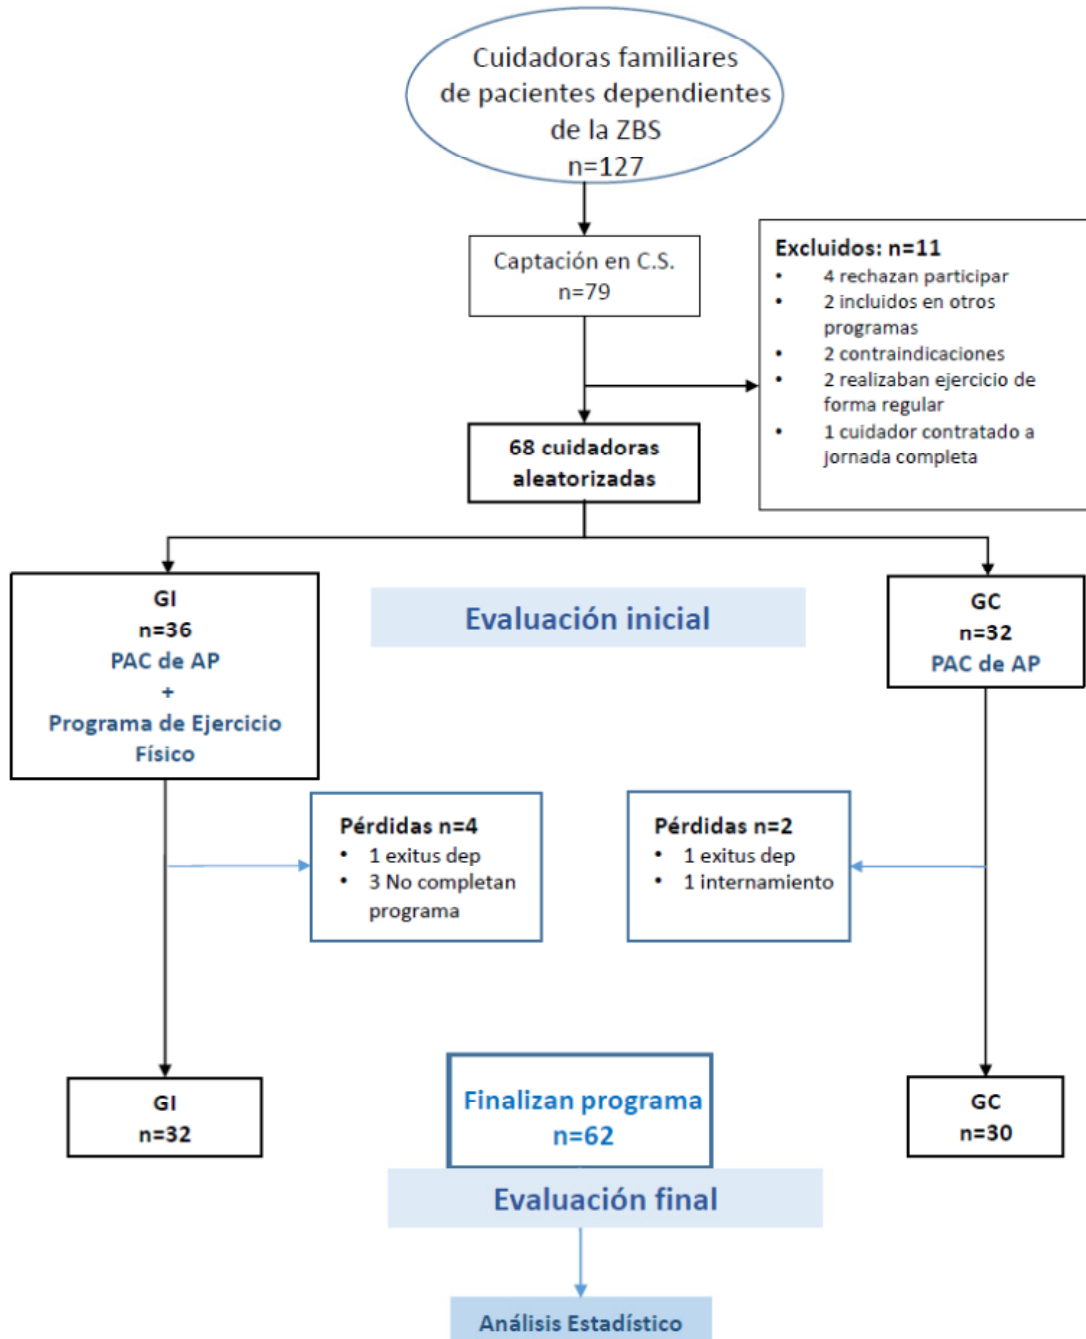 Cuidadoras familiares
de pacientes dependientes
de la ZBS
n=127
Captación en C.S.
n=79
Excluidos: n=11
• 4 rechazan participar
• 2 incluidos en otros
programas
• 2 contraindicaciones
• 2 realizaban ejercicio de
forma regular
• 1 cuidador contratado a
jornada completa
68 cuidadoras
aleatorizadas
GI
n=36
PAC de AP
+
Programa de Ejercicio
Físico
Evaluación inicial
GC
n=32
PAC de AP
Pérdidas n=4
• 1 exitus dep
• 3 No completan
programa
Pérdidas n=2
• 1 exitus dep
• 1 internamiento
GI
n=32
Finalizan programa
n=62
GC
n=30
Evaluación final
Análisis Estadístico